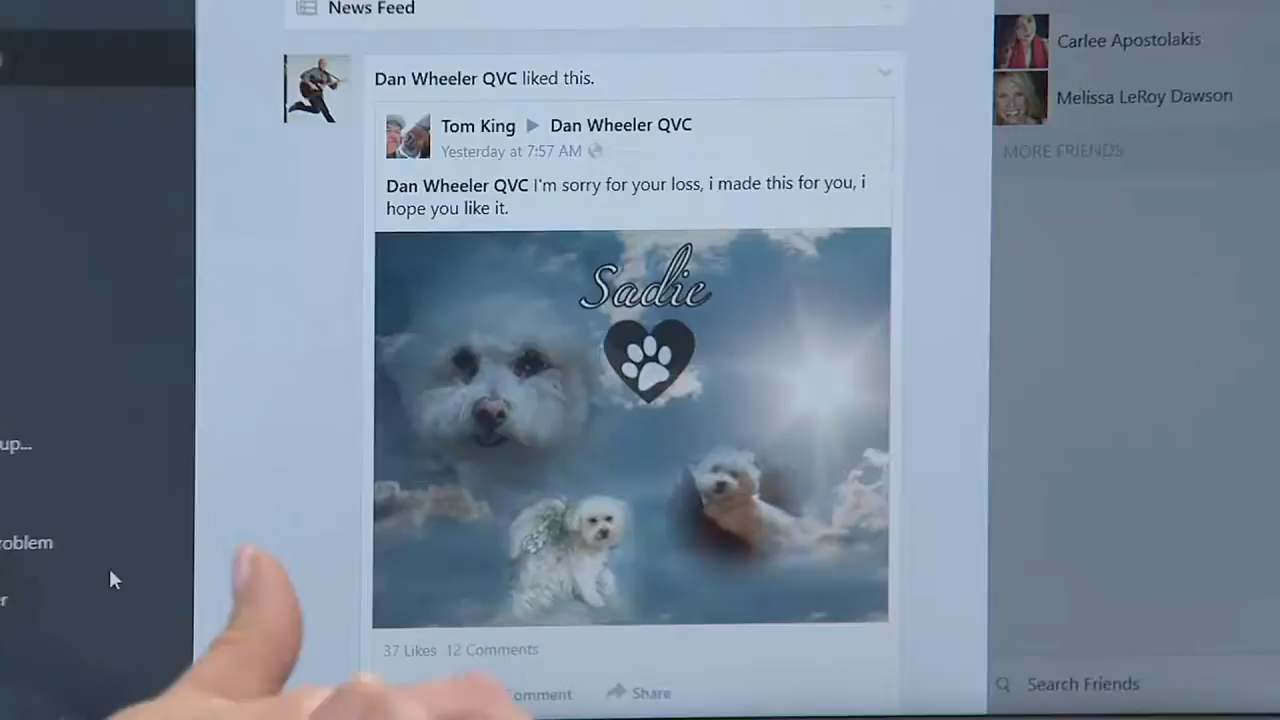 News Feed
Dan Wheeler QVC liked this.
Tom King ▶ Dan Wheeler QVC
Yesterday at 7:57 AM
Dan Wheeler QVC I'm sorry for your loss, i made this for you, i
hope you like it.
Sadie
37 Likes 12 Comments
omment Share
Carlee Apostolakis
Melissa LeRoy Dawson
MORE FRIENDS
Search Friends
up...
roblem
r